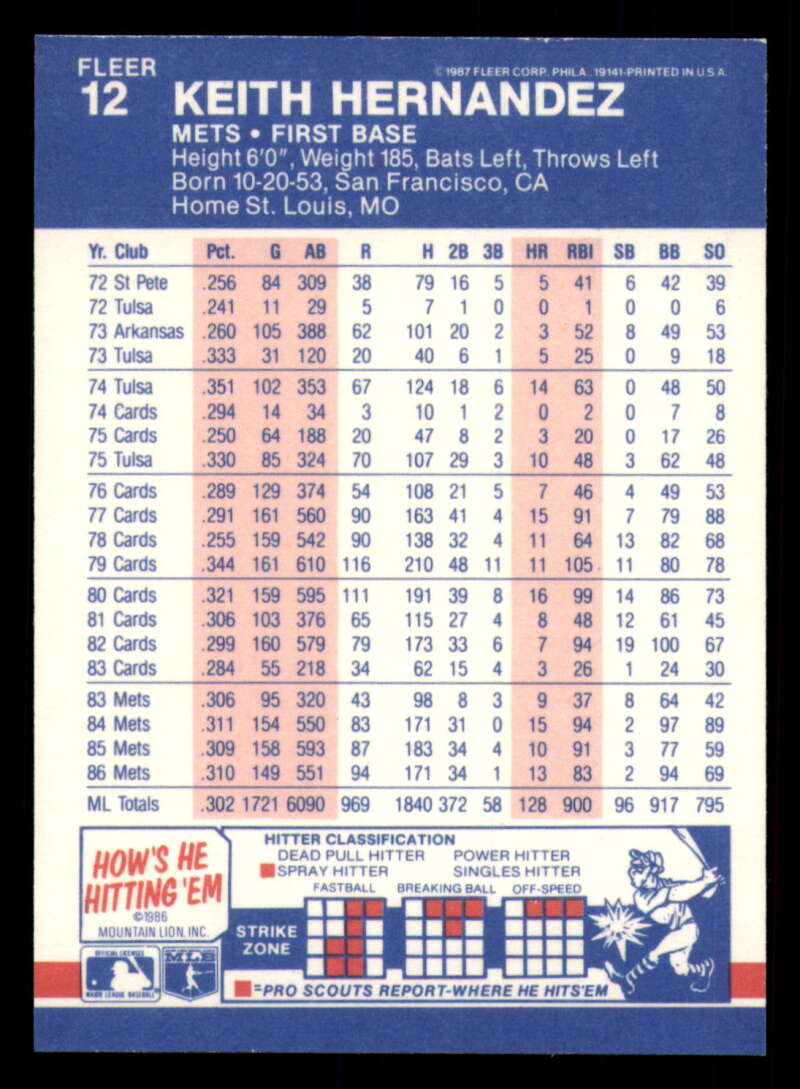 FLEER
©1987 FLEER CORP. PHILA. 19141-PRINTED IN U.S.A.
12 KEITH HERNANDEZ
METS • FIRST BASE
Height 6'0", Weight 185, Bats Left, Throws Left
Born 10-20-53, San Francisco, CA
Home St. Louis, MO
Yr. Club Pct. G AB R H 2B 3B HR RBI SB BB SO
72 St Pete .256 84 309 38 79 16 5 5 41 6 42 39
72 Tulsa .241 11 29 5 7 1 0 0 1 0 0 6
73 Arkansas .260 105 388 62 101 20 2 3 52 8 49 53
73 Tulsa .333 31 120 20 40 6 1 5 25 0 9 18
74 Tulsa .351 102 353 67 124 18 6 14 63 0 48 50
74 Cards .294 14 34 3 10 1 2 0 2 0 7 8
75 Cards .250 64 188 20 47 8 2 3 20 0 17 26
75 Tulsa .330 85 324 70 107 29 3 10 48 3 62 48
76 Cards .289 129 374 54 108 21 5 7 46 4 49 53
77 Cards .291 161 560 90 163 41 4 15 91 7 79 88
78 Cards .255 159 542 90 138 32 4 11 64 13 82 68
79 Cards .344 161 610 116 210 48 11 11 105 11 80 78
80 Cards .321 159 595 111 191 39 8 16 99 14 86 73
81 Cards .306 103 376 65 115 27 4 8 48 12 61 45
82 Cards .299 160 579 79 173 33 6 7 94 19 100 67
83 Cards .284 55 218 34 62 15 4 3 26 1 24 30
83 Mets .306 95 320 43 98 8 3 9 37 8 64 42
84 Mets .311 154 550 83 171 31 0 15 94 2 97 89
85 Mets .309 158 593 87 183 34 4 10 91 3 77 59
86 Mets .310 149 551 94 171 34 1 13 83 2 94 69
ML Totals .302 1721 6090 969 1840 372 58 128 900 96 917 795
HOW'S HE
HITTING 'EM
©1986
MOUNTAIN LION, INC.
OFFICIAL LICENSEE
MAJOR LEAGUE BASEBALL
MLB
HITTER CLASSIFICATION
DEAD PULL HITTER POWER HITTER
SPRAY HITTER SINGLES HITTER
FASTBALL BREAKING BALL OFF-SPEED
STRIKE
ZONE
=PRO SCOUTS REPORT-WHERE HE HITS'EM